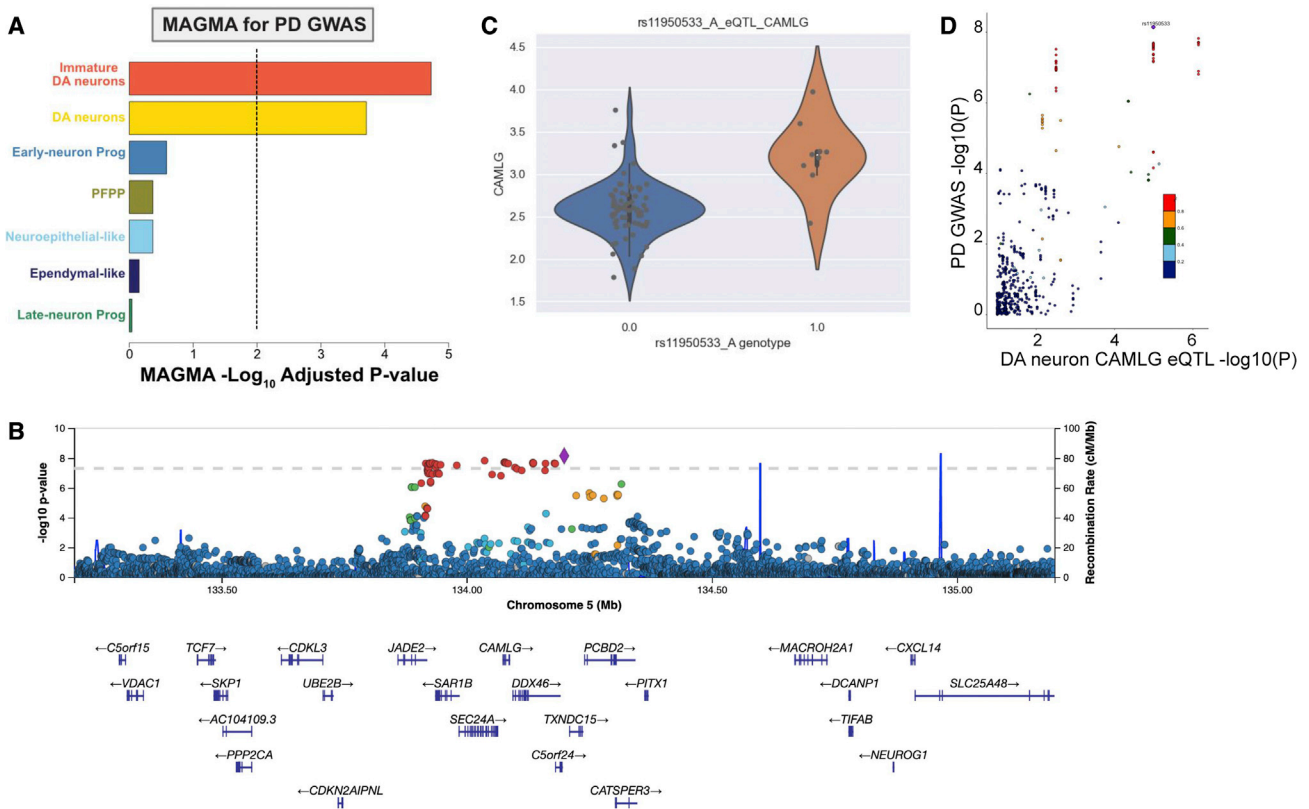 A
MAGMA for PD GWAS
Immature
DA neurons
DA neurons
Early-neuron Prog
PFPP
Neuroepithelial-like
Ependymal-like
Late-neuron Prog
0 1 2 3 4 5
MAGMA -Log10 Adjusted P-value
C
rs11950533_A_eQTL_CAMLG
4.5
4.0
3.5
3.0
2.5
2.0
1.5
CAMLG
0.0 1.0
rs11950533_A genotype
D
rs11950533
8
6
4
2
0
PD GWAS -log10(P)
0.8
0.6
0.4
0.2
2 4 6
DA neuron CAMLG eQTL -log10(P)
B
10
8
6
4
2
0
-log10 p-value
100
80
60
40
20
0
Recombination Rate (cM/Mb)
133.50 134.00 134.50 135.00
Chromosome 5 (Mb)
←C5orf15 TCF7→ ←CDKL3 JADE2→ CAMLG→ PCBD2→ ←MACROH2A1 ←CXCL14
←VDAC1 ←SKP1 UBE2B→ ←SAR1B DDX46→ ←PITX1 ←DCANP1 SLC25A48→
←AC104109.3 SEC24A→ TXNDC15→ ←TIFAB
←PPP2CA C5orf24→ ←NEUROG1
←CDKN2AIPNL CATSPER3→